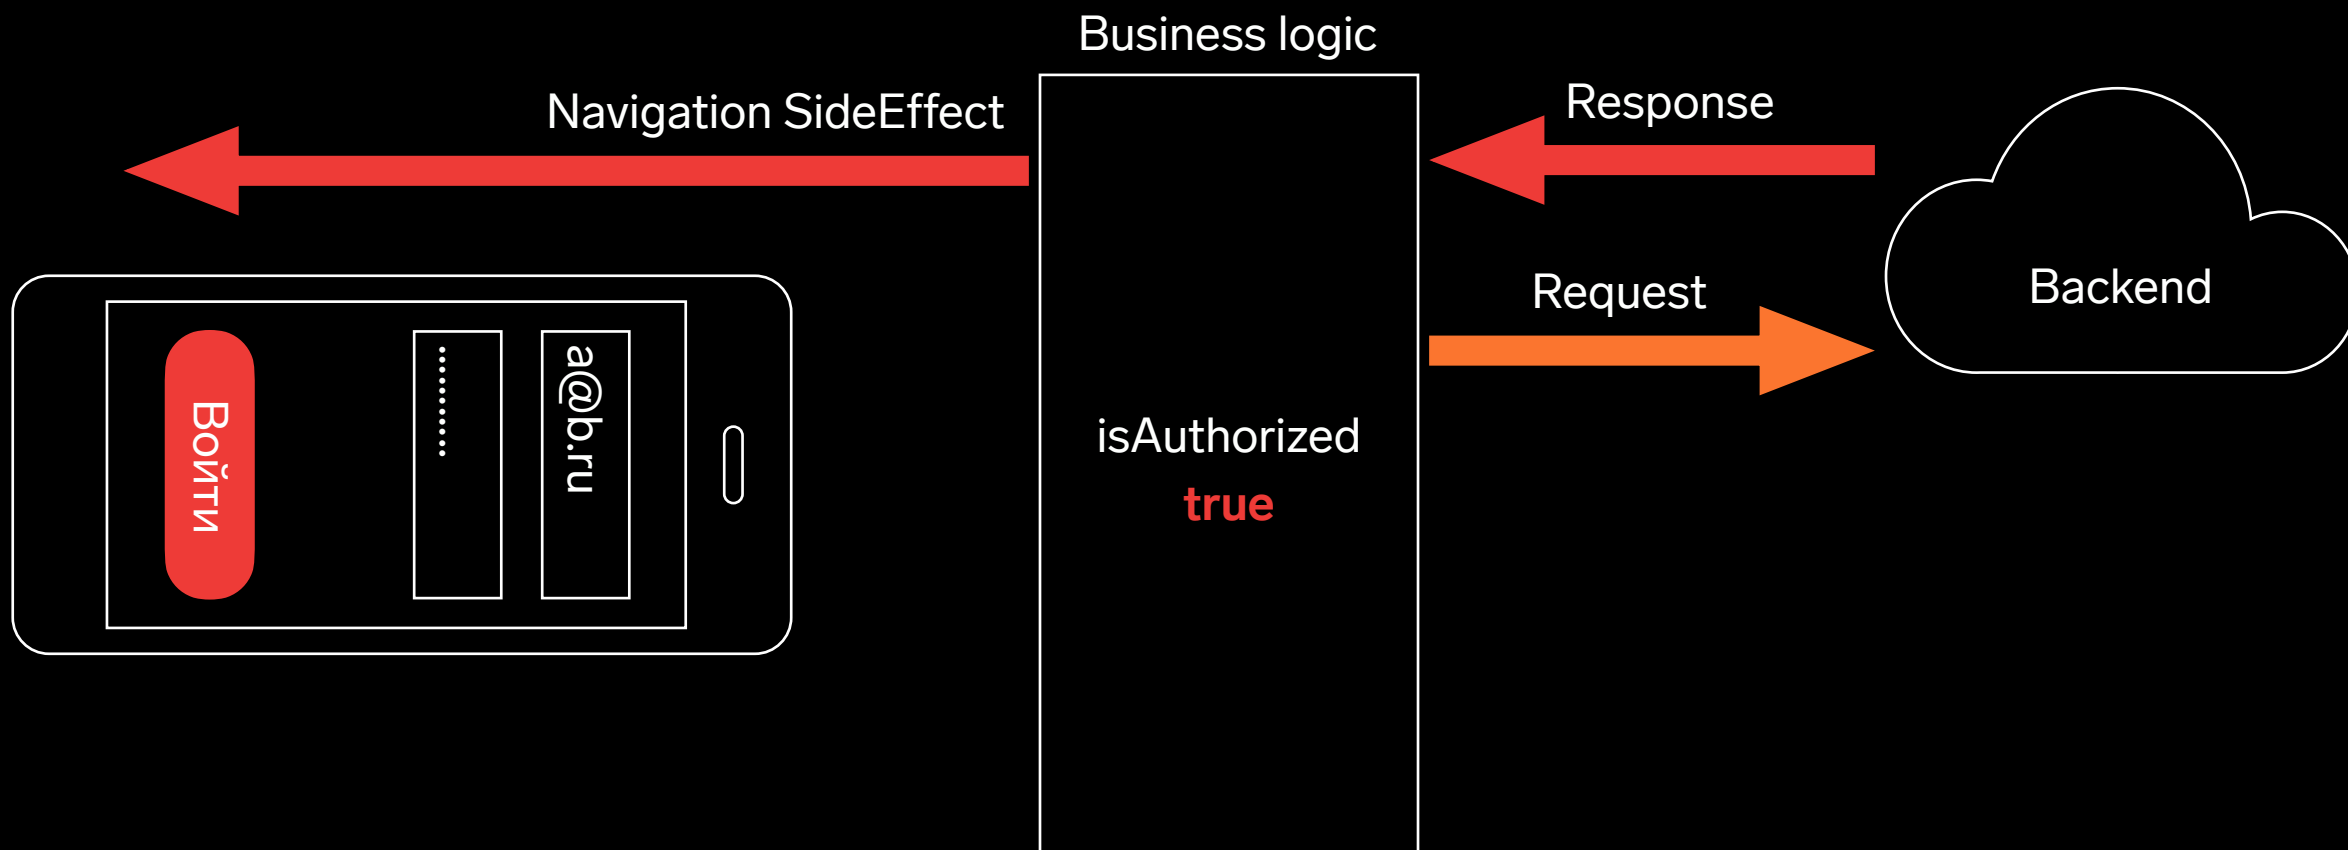 Business logic
Navigation SideEffect
Response
Request
Backend
a@b.ru
...........
Войти
isAuthorized
true